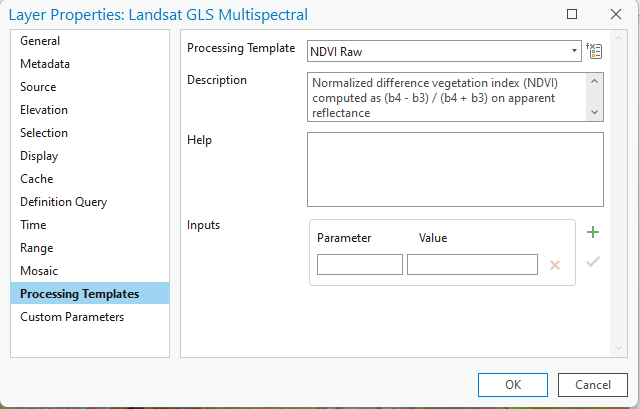 Layer Properties: Landsat GLS Multispectral
General
Metadata
Source
Elevation
Selection
Display
Cache
Definition Query
Time
Range
Mosaic
Processing Templates
Custom Parameters
Processing Template
NDVI Raw
Description
Normalized difference vegetation index (NDVI)
computed as (b4 - b3) / (b4 + b3) on apparent
reflectance
Help
Inputs
Parameter Value
OK Cancel